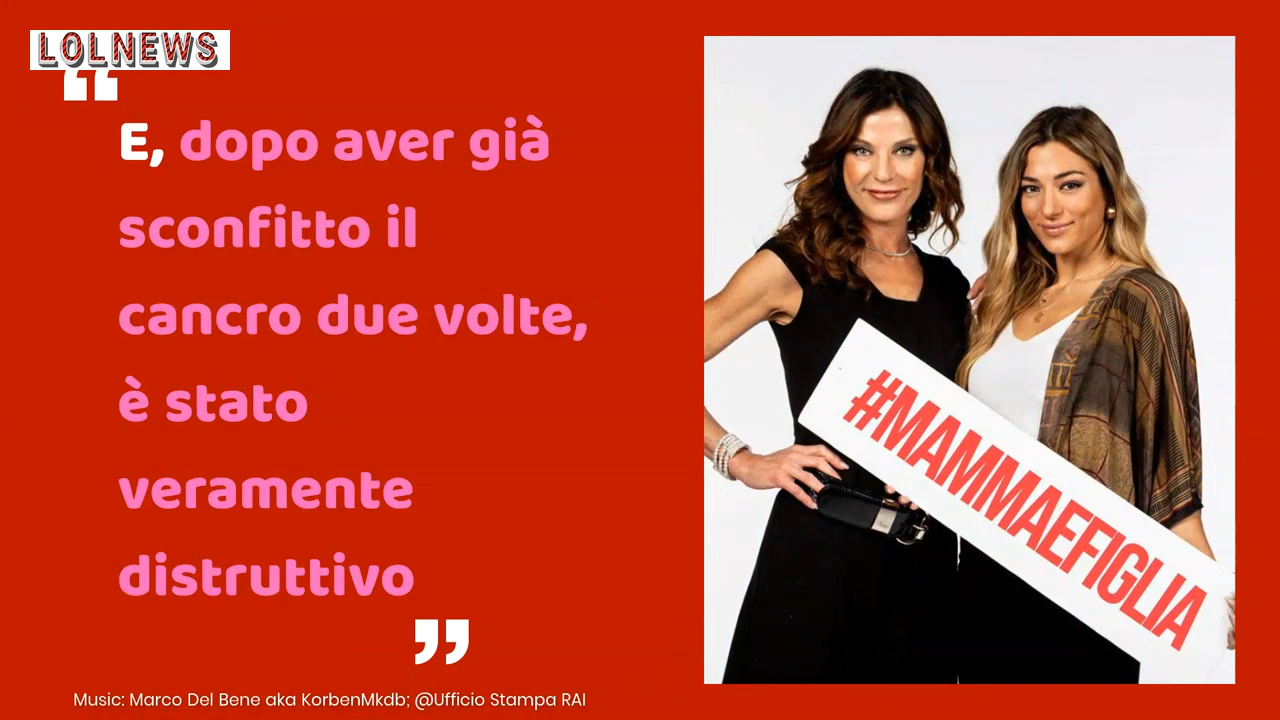 LOLNEWS
“
E, dopo aver già
sconfitto il
cancro due volte,
è stato
veramente
distruttivo
”
#MAMMAEFIGLIA
Music: Marco Del Bene aka KorbenMkdb; @Ufficio Stampa RAI